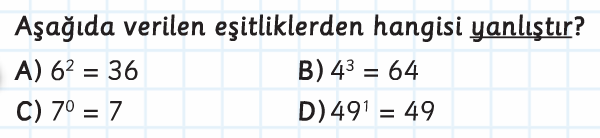 Aşağıda verilen eşitliklerden hangisi yanlıştır?
A) 6² = 36 B) 4³ = 64
C) 7⁰ = 7 D) 49¹ = 49